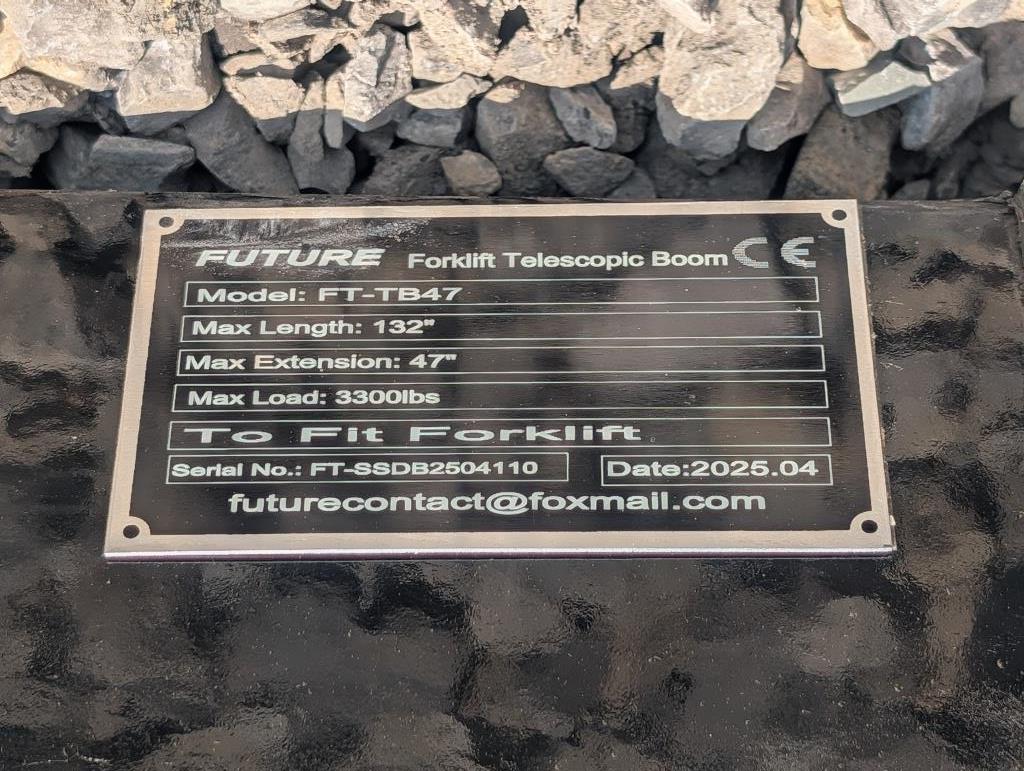 FUTURE Forklift Telescopic Boom CE
Model: FT-TB47
Max Length: 132"
Max Extension: 47"
Max Load: 3300lbs
To Fit Forklift
Serial No.: FT-SSDB2504110 Date:2025.04
futurecontact@foxmail.com